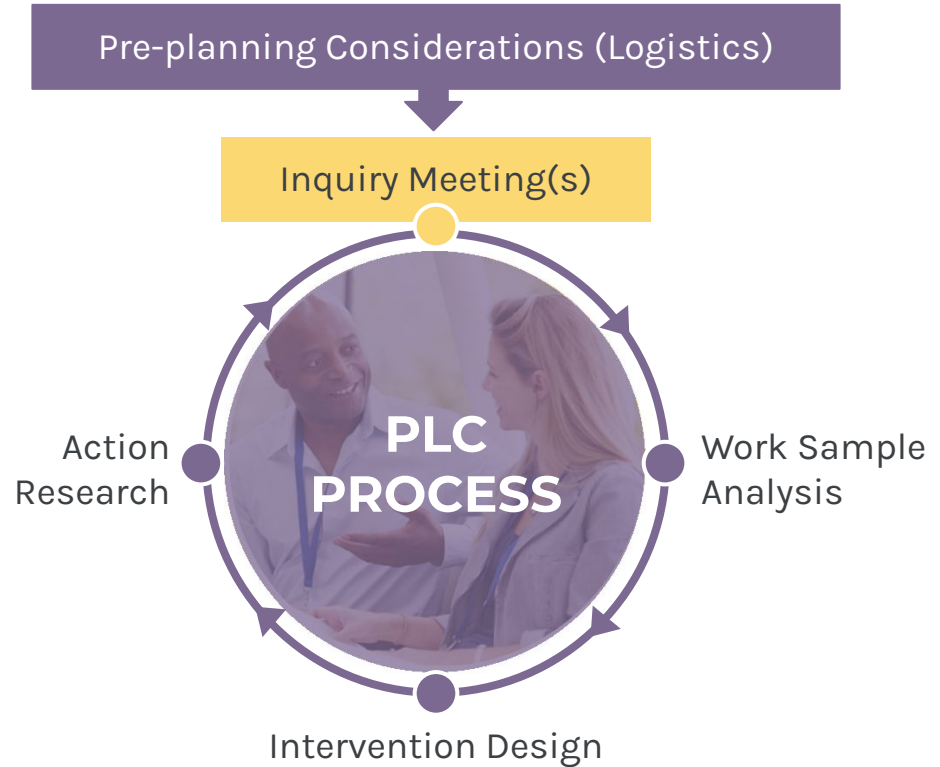 Pre-planning Considerations (Logistics)
Inquiry Meeting(s)
PLC
PROCESS
Action
Research
Work Sample
Analysis
Intervention Design